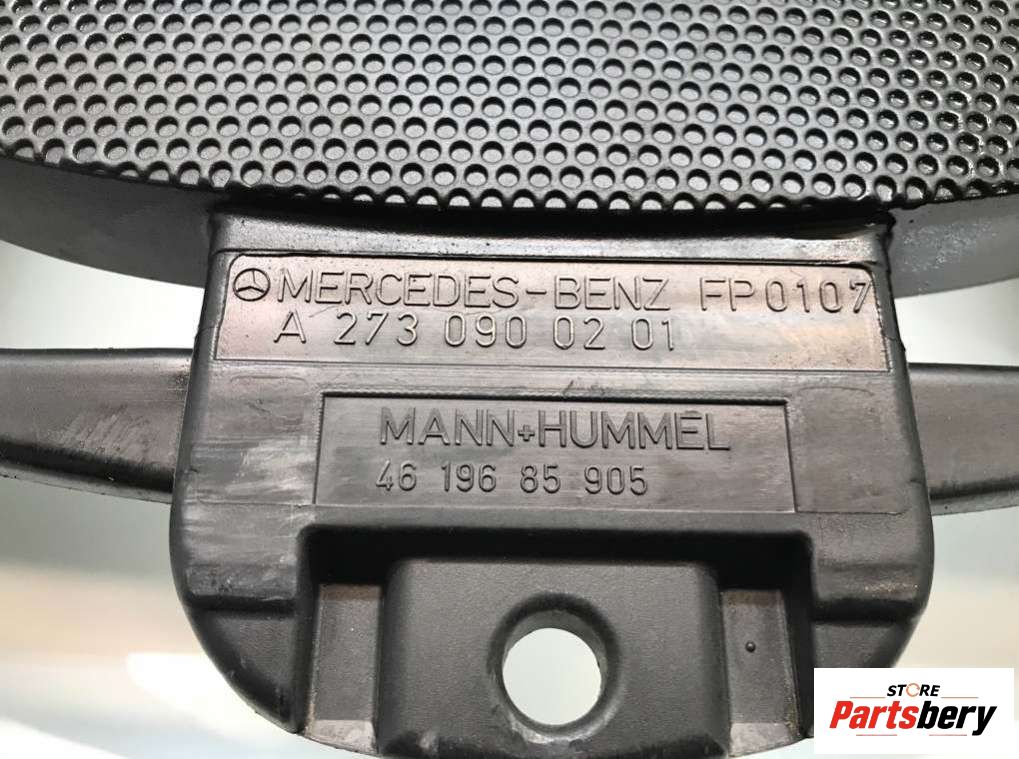 MERCEDES-BENZ FP0107
A 273 090 02 01
MANN+HUMMEL
46 196 85 905
STORE
Partsbery